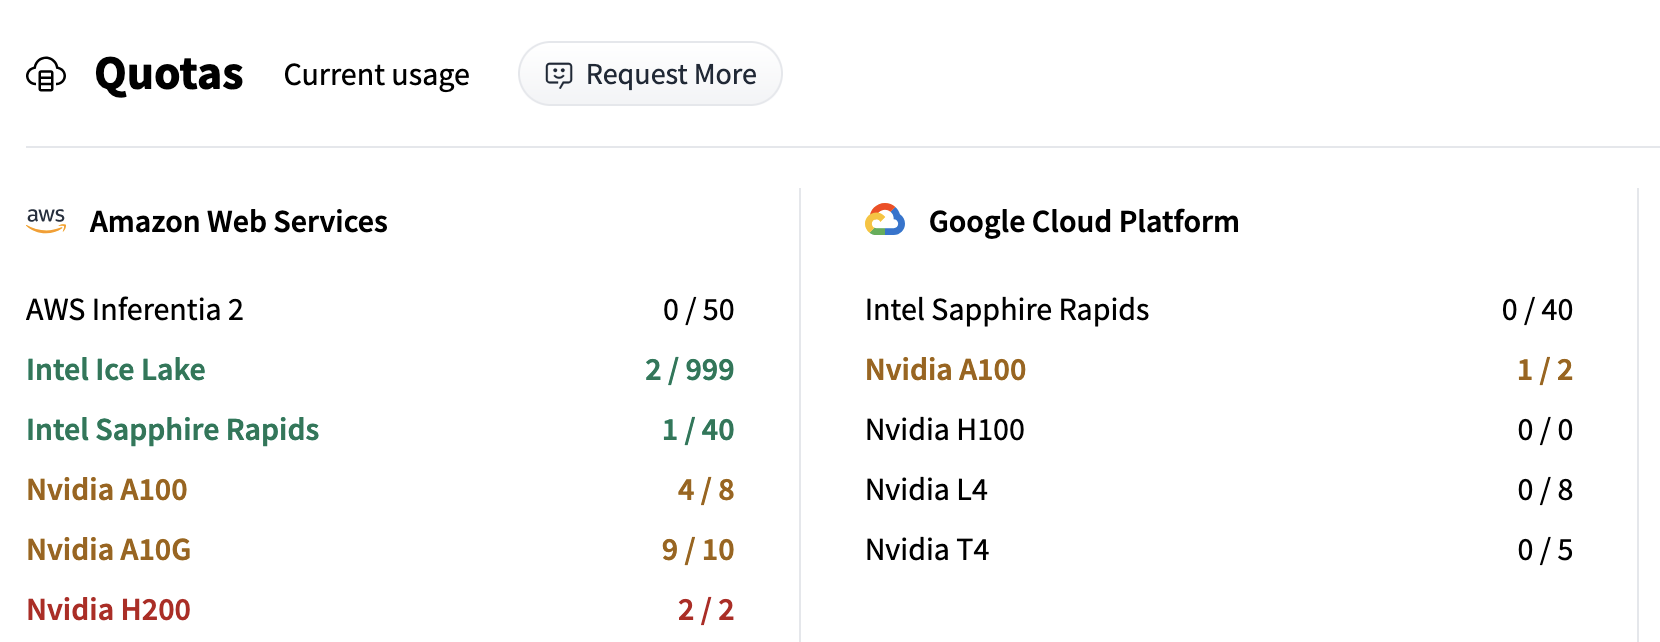 Quotas Current usage Request More
aws Amazon Web Services
AWS Inferentia 2 0 / 50
Intel Ice Lake 2 / 999
Intel Sapphire Rapids 1 / 40
Nvidia A100 4 / 8
Nvidia A10G 9 / 10
Nvidia H200 2 / 2
Google Cloud Platform
Intel Sapphire Rapids 0 / 40
Nvidia A100 1 / 2
Nvidia H100 0 / 0
Nvidia L4 0 / 8
Nvidia T4 0 / 5